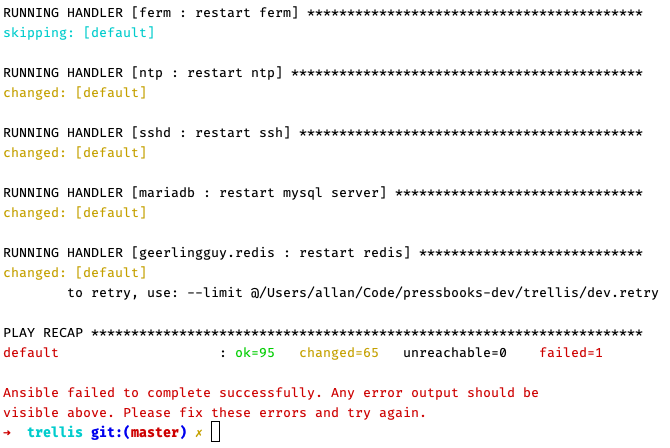 RUNNING HANDLER [ferm : restart ferm] ******************************************
skipping: [default]
RUNNING HANDLER [ntp : restart ntp] ********************************************
changed: [default]
RUNNING HANDLER [sshd : restart ssh] *******************************************
changed: [default]
RUNNING HANDLER [mariadb : restart mysql server] *******************************
changed: [default]
RUNNING HANDLER [geerlingguy.redis : restart redis] ****************************
changed: [default]
        to retry, use: --limit @/Users/allan/Code/pressbooks-dev/trellis/dev.retry
PLAY RECAP *********************************************************************
default                    : ok=95   changed=65   unreachable=0    failed=1
Ansible failed to complete successfully. Any error output should be
visible above. Please fix these errors and try again.
➜  trellis git:(master) ✗